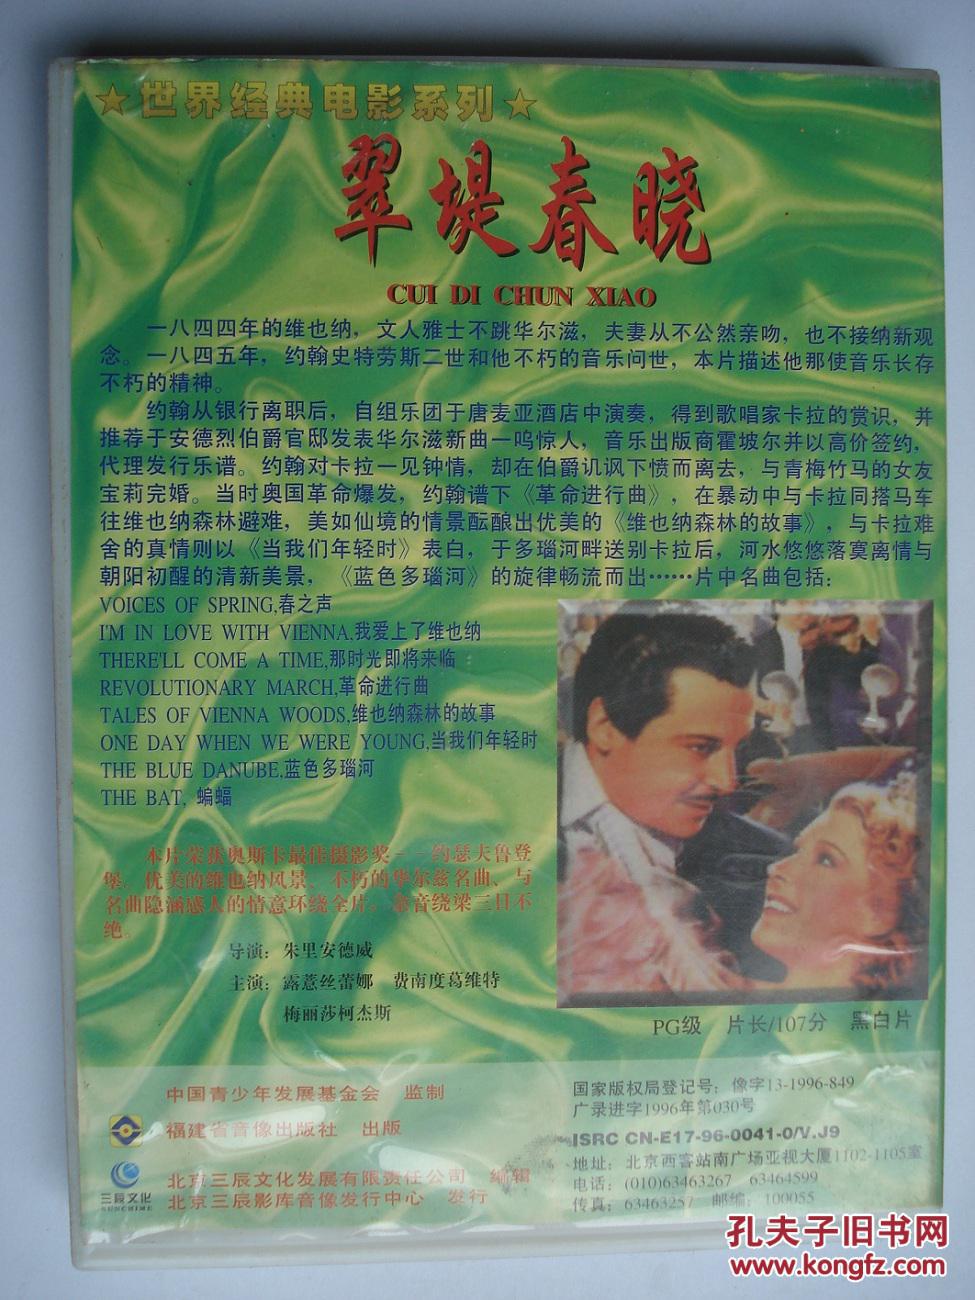 ★世界经典电影系列★
翠堤春晓
CUI DI CHUN XIAO
一八四四年的维也纳，文人雅士不跳华尔滋，夫妻从不公然亲吻，也不接纳新观
念。一八四五年，约翰史特劳斯二世和他不朽的音乐问世，本片描述他那使音乐长存
不朽的精神。
约翰从银行离职后，自组乐团于唐麦亚酒店中演奏，得到歌唱家卡拉的赏识，并
推荐于安德烈伯爵官邸发表华尔滋新曲一呜惊人，音乐出版商霍坡尔并以高价签约，
代理发行乐谱。约翰对卡拉一见钟情，却在伯爵讥讽下愤而离去，与青梅竹马的女友
宝莉完婚。当时奥国革命爆发，约翰谱下《革命进行曲》，在暴动中与卡拉同搭马车
往维也纳森林避难，美如仙境的情景酝酿出优美的《维也纳森林的故事》，与卡拉难
舍的真情则以《当我们年轻时》表白，于多瑙河畔送别卡拉后，河水悠悠落寞离情与
朝阳初醒的清新美景，《蓝色多瑙河》的旋律畅流而出……片中名曲包括：
VOICES OF SPRING,春之声
I'M IN LOVE WITH VIENNA,我爱上了维也纳
THERE'LL COME A TIME,那时光即将来临
REVOLUTIONARY MARCH,革命进行曲
TALES OF VIENNA WOODS,维也纳森林的故事
ONE DAY WHEN WE WERE YOUNG,当我们年轻时
THE BLUE DANUBE,蓝色多瑙河
THE BAT, 蝙蝠
本片荣获奥斯卡最佳摄影奖－－约瑟夫鲁登
堡。优美的维也纳风景、不朽的华尔兹名曲、与
名曲隐涵感人的情意环绕全片，余音绕梁三日不
绝。
导演：朱里安德威
主演：露薏丝蕾娜 费南度葛维特
梅丽莎柯杰斯
PG级 片长/107分 黑白片
中国青少年发展基金会 监制
福建省音像出版社 出版
三辰文化
SUNCHIME
北京三辰文化发展有限责任公司 编辑
北京三辰影库音像发行中心 发行
国家版权局登记号：像字13-1996-849
广录进字1996年第030号
ISRC CN-E17-96-0041-0/V.J9
地址：北京西客站南广场亚视大厦1102-1105室
电话：(010)63463267 63464599
传真：63463257 邮编：100055
孔夫子旧书网
www.kongfz.com